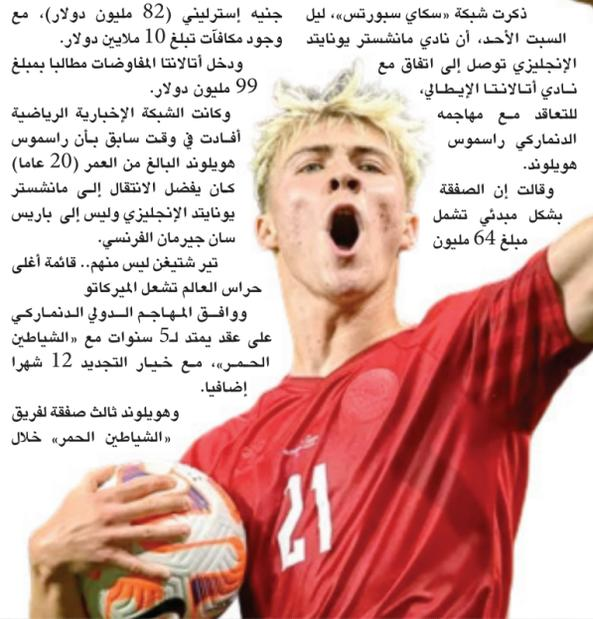 ذكرت شبكة «سكاي سبورتس»، ليل
السبت الأحد، أن نادي مانشستر يونايتد
الإنجليزي توصل إلى اتفاق مع
نادي أتالانتا الإيطالي،
للتعاقد مع مهاجمه
الدنماركي راسموس
هويلوند.
وقالت إن الصفقة
بشكل مبدئي تشمل
مبلغ 64 مليون
جنيه إسترليني (82 مليون دولار)، مع
وجود مكافآت تبلغ 10 ملايين دولار.
ودخل أتالانتا المفاوضات مطالبا بمبلغ
99 مليون دولار.
وكانت الشبكة الإخبارية الرياضية
أفادت في وقت سابق بأن راسموس
هويلوند البالغ من العمر (20 عاما)
كان يفضل الانتقال إلى مانشستر
يونايتد الإنجليزي وليس إلى باريس
سان جيرمان الفرنسي.
تير شتيغن ليس منهم.. قائمة أغلى
حراس العالم تشعل الميركاتو
ووافق المهاجم الدولي الدنماركي
على عقد يمتد لـ5 سنوات مع «الشياطين
الحمر»، مع خيار التجديد 12 شهرا
إضافيا.
وهويلوند ثالث صفقة لفريق
«الشياطين الحمر» خلال
21